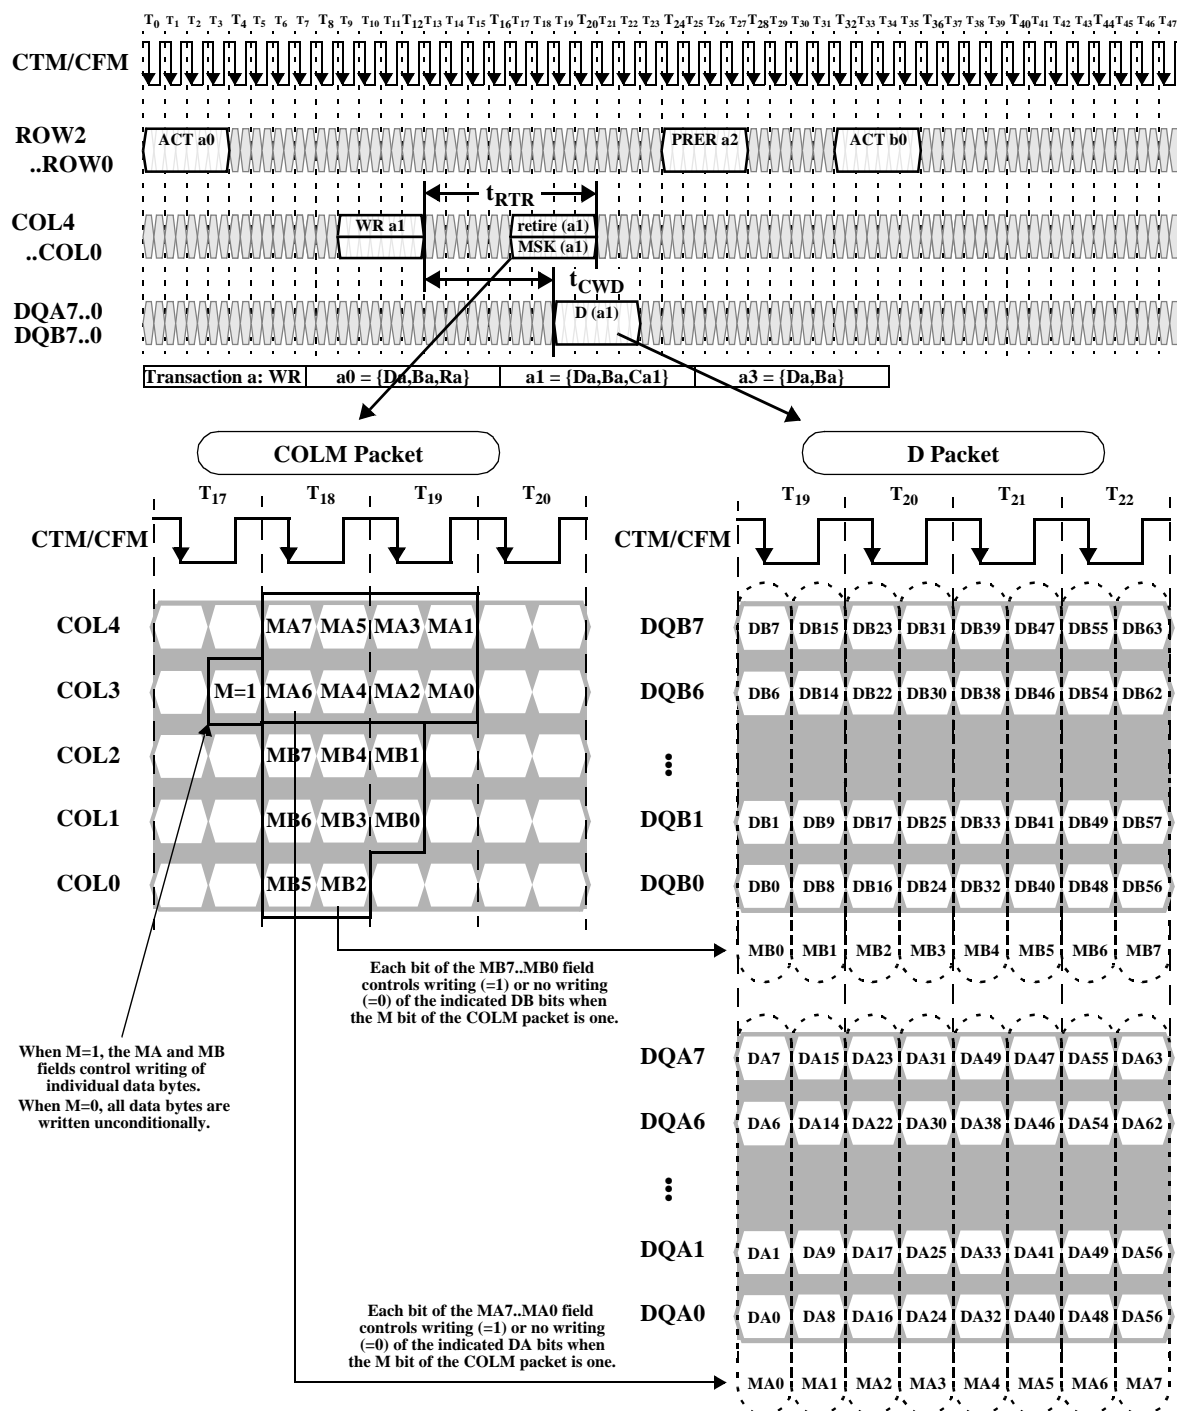 T0 T1 T2 T3 T4 T5 T6 T7 T8 T9 T10 T11 T12 T13 T14 T15 T16 T17 T18 T19 T20 T21 T22 T23 T24 T25 T26 T27 T28 T29 T30 T31 T32 T33 T34 T35 T36 T37 T38 T39 T40 T41 T42 T43 T44 T45 T46 T47
CTM/CFM
ROW2
..ROW0
ACT a0
PRER a2
ACT b0
tRTR
COL4
..COL0
WR a1
retire (a1)
MSK (a1)
tCWD
DQA7..0
DQB7..0
D (a1)
Transaction a: WR
a0 = {Da,Ba,Ra}
a1 = {Da,Ba,Ca1}
a3 = {Da,Ba}
COLM Packet
T17 T18 T19 T20
CTM/CFM
COL4 MA7 MA5 MA3 MA1
COL3 M=1 MA6 MA4 MA2 MA0
COL2 MB7 MB4 MB1
COL1 MB6 MB3 MB0
COL0 MB5 MB2
Each bit of the MB7..MB0 field
controls writing (=1) or no writing
(=0) of the indicated DB bits when
the M bit of the COLM packet is one.
When M=1, the MA and MB
fields control writing of
individual data bytes.
When M=0, all data bytes are
written unconditionally.
Each bit of the MA7..MA0 field
controls writing (=1) or no writing
(=0) of the indicated DA bits when
the M bit of the COLM packet is one.
D Packet
T19 T20 T21 T22
CTM/CFM
DQB7 DB7 DB15 DB23 DB31 DB39 DB47 DB55 DB63
DQB6 DB6 DB14 DB22 DB30 DB38 DB46 DB54 DB62
DQB1 DB1 DB9 DB17 DB25 DB33 DB41 DB49 DB57
DQB0 DB0 DB8 DB16 DB24 DB32 DB40 DB48 DB56
MB0 MB1 MB2 MB3 MB4 MB5 MB6 MB7
DQA7 DA7 DA15 DA23 DA31 DA49 DA47 DA55 DA63
DQA6 DA6 DA14 DA22 DA30 DA38 DA46 DA54 DA62
DQA1 DA1 DA9 DA17 DA25 DA33 DA41 DA49 DA56
DQA0 DA0 DA8 DA16 DA24 DA32 DA40 DA48 DA56
MA0 MA1 MA2 MA3 MA4 MA5 MA6 MA7